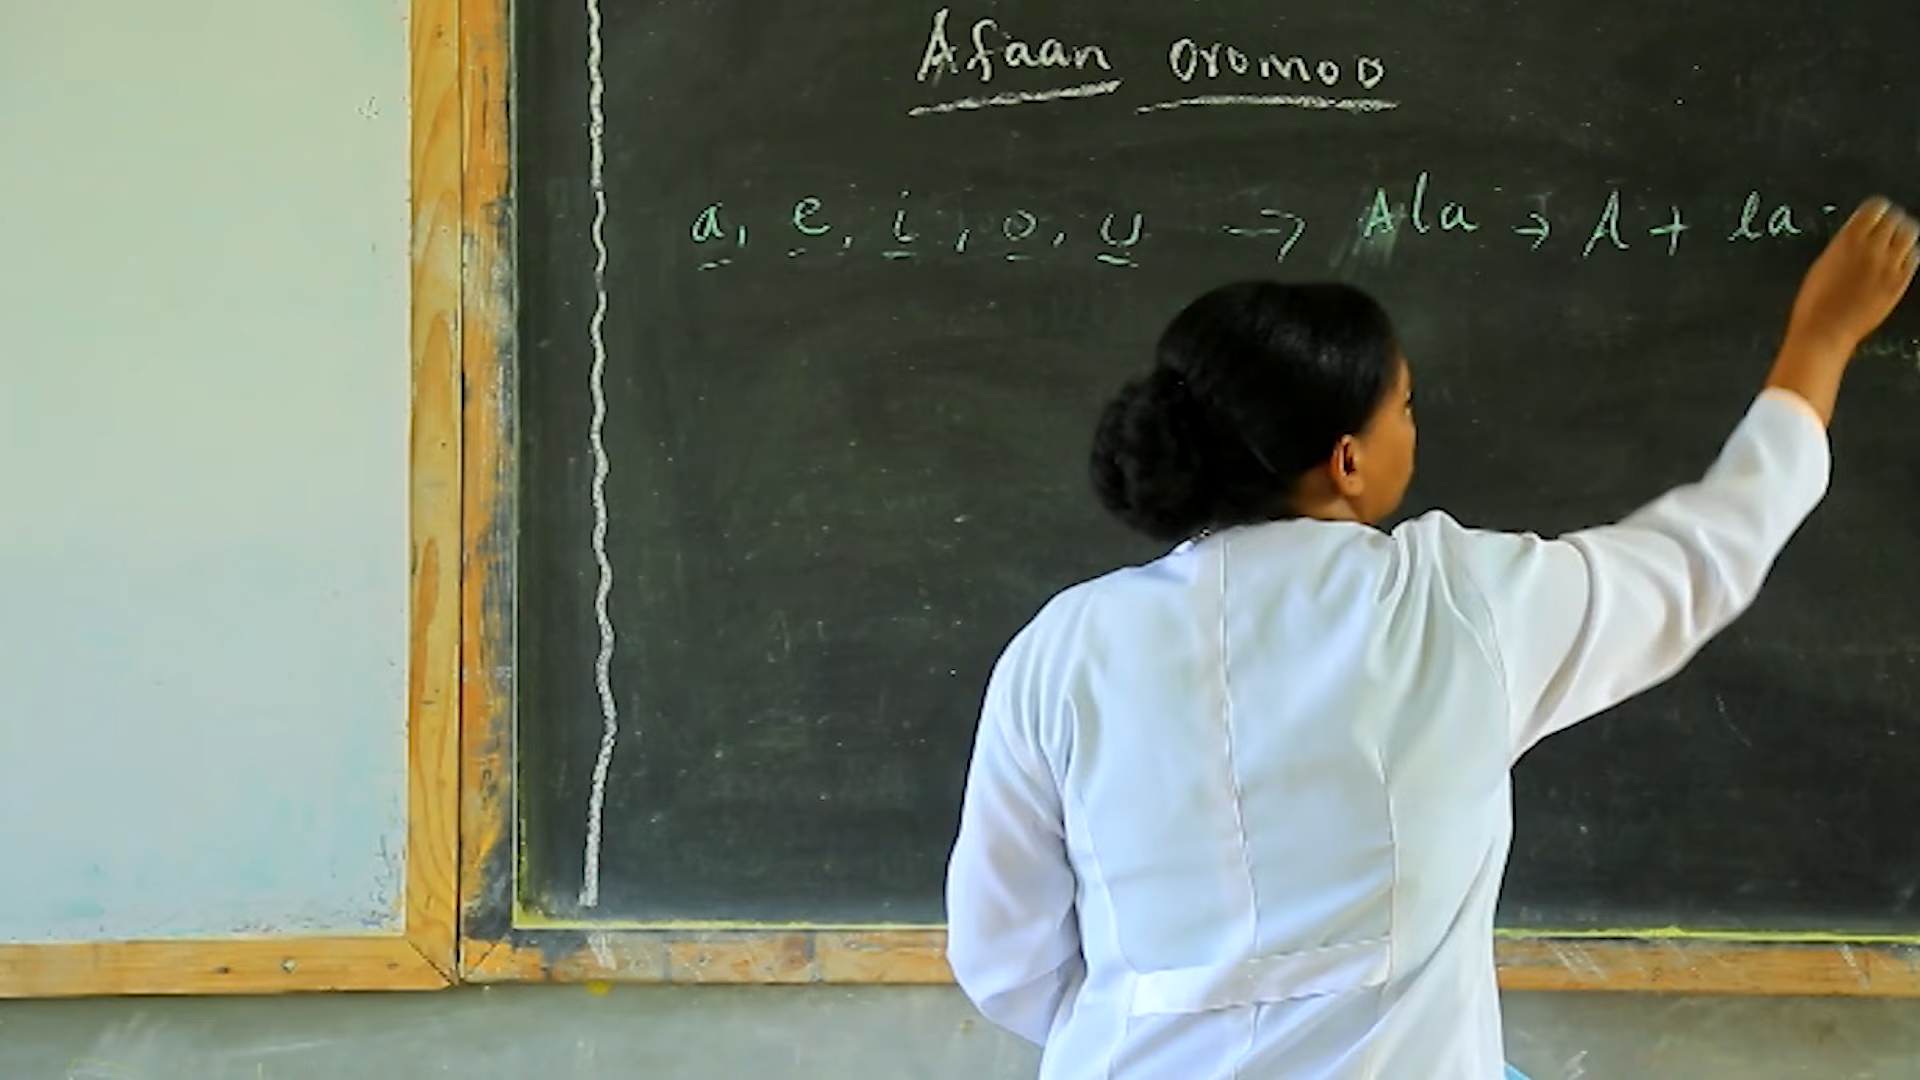 Afaan oromoo
a, e, i, o, u → Ala → A + la